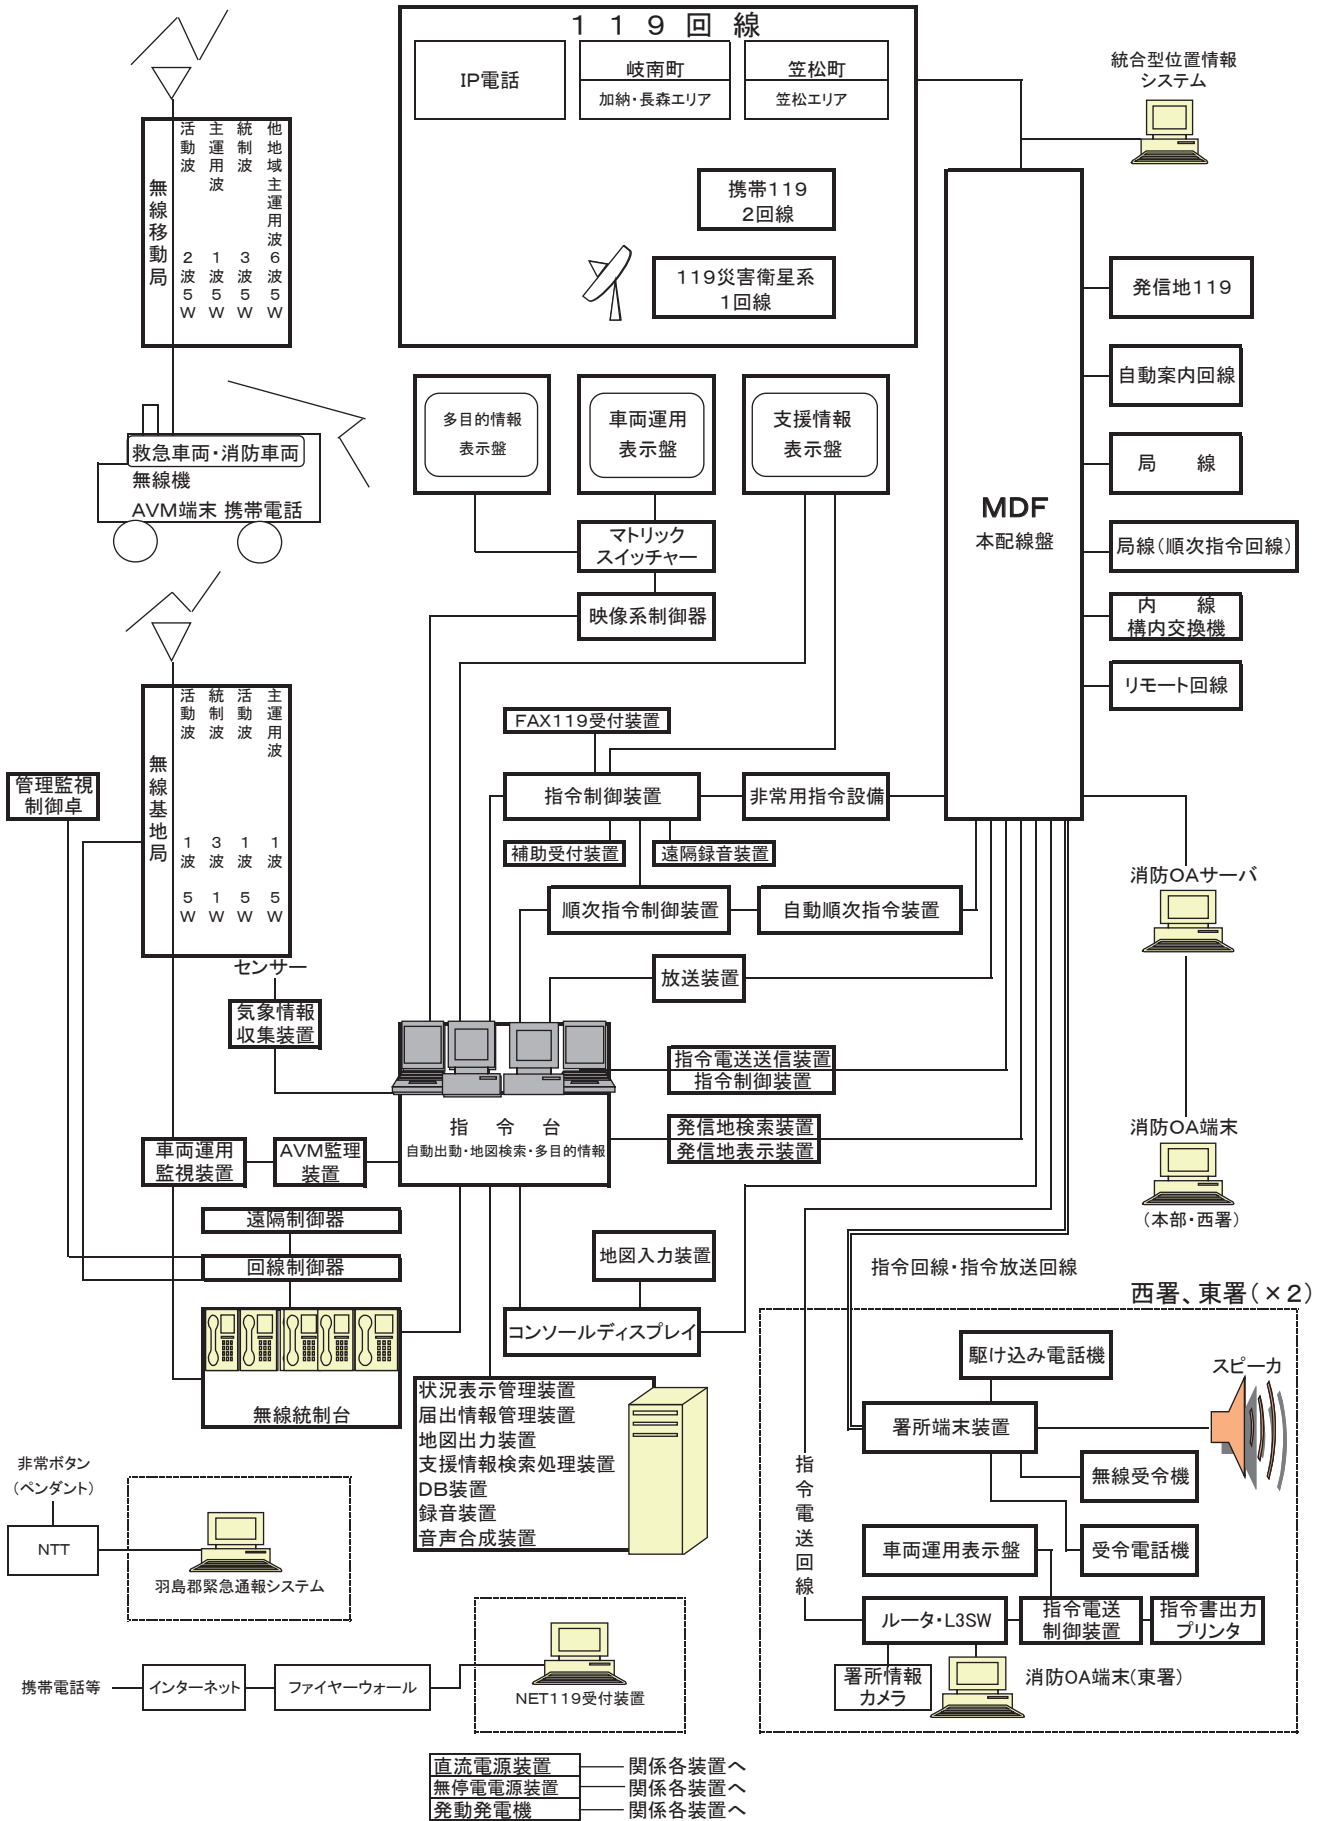 119回線
IP電話
岐南町
加納・長森エリア
笠松町
笠松エリア
携帯119
2回線
119災害衛星系
1回線
統合型位置情報
システム
無線移動局
活動波 2波5W
主運用波 1波5W
統制波 3波5W
他地域主運用波 6波5W
救急車両・消防車両
無線機
AVM端末 携帯電話
多目的情報
表示盤
車両運用
表示盤
支援情報
表示盤
マトリック
スイッチャー
映像系制御器
MDF
本配線盤
発信地119
自動案内回線
局 線
局線(順次指令回線)
内 線
構内交換機
リモート回線
無線基地局
活動波 1波 5W
統制波 3波 1W
活動波 1波 5W
主運用波 1波 5W
管理監視
制御卓
FAX119受付装置
指令制御装置
非常用指令設備
補助受付装置
遠隔録音装置
順次指令制御装置
自動順次指令装置
放送装置
消防OAサーバ
センサー
気象情報
収集装置
指令電送送信装置
指令制御装置
指 令 台
自動出動・地図検索・多目的情報
発信地検索装置
発信地表示装置
消防OA端末
(本部・西署)
車両運用
監視装置
AVM監理
装置
遠隔制御器
回線制御器
無線統制台
地図入力装置
コンソールディスプレイ
指令回線・指令放送回線
状況表示管理装置
届出情報管理装置
地図出力装置
支援情報検索処理装置
DB装置
録音装置
音声合成装置
西署、東署(×2)
駆け込み電話機
スピーカ
署所端末装置
無線受令機
受令電話機
指令電送回線
車両運用表示盤
ルータ・L3SW
指令電送
制御装置
指令書出力
プリンタ
署所情報
カメラ
消防OA端末(東署)
非常ボタン
(ペンダント)
NTT
羽島郡緊急通報システム
携帯電話等
インターネット
ファイヤーウォール
NET119受付装置
直流電源装置 関係各装置へ
無停電電源装置 関係各装置へ
発動発電機 関係各装置へ